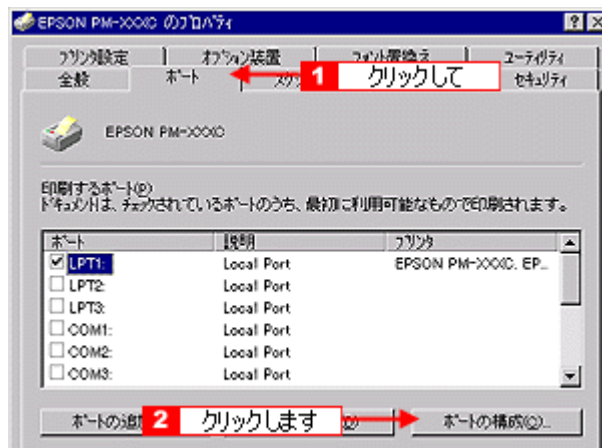 EPSON PM-XXXC のプロパティ
プリンタ設定 オプション装置 フォント置換え ユーティリティ
全般 ポート 1 クリックして セキュリティ
EPSON PM-XXXC
印刷するポート(P)
ドキュメントは、チェックされているポートのうち、最初に利用可能なもので印刷されます。
ポート 説明 プリンタ
LPT1: Local Port EPSON PM-XXXC, EP...
LPT2: Local Port
LPT3: Local Port
COM1: Local Port
COM2: Local Port
COM3: Local Port
ポートの追 2 クリックします ポートの構成(C)...